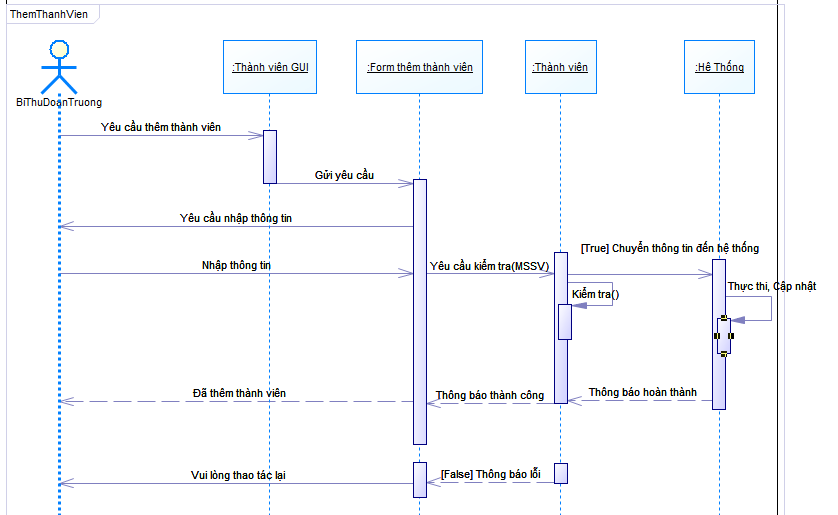 ThemThanhVien
:Thành viên GUI
:Form thêm thành viên
:Thành viên
:Hê Thống
BiThuDoanTruong
Yêu cầu thêm thành viên
Gửi yêu cầu
Yêu cầu nhập thông tin
[True] Chuyển thông tin đến hệ thống
Nhập thông tin
Yêu cầu kiểm tra(MSSV)
Thực thi, Cập nhật
Kiểm tra()
Đã thêm thành viên
Thông báo thành công
Thông báo hoàn thành
Vui lòng thao tác lại
[False] Thông báo lỗi